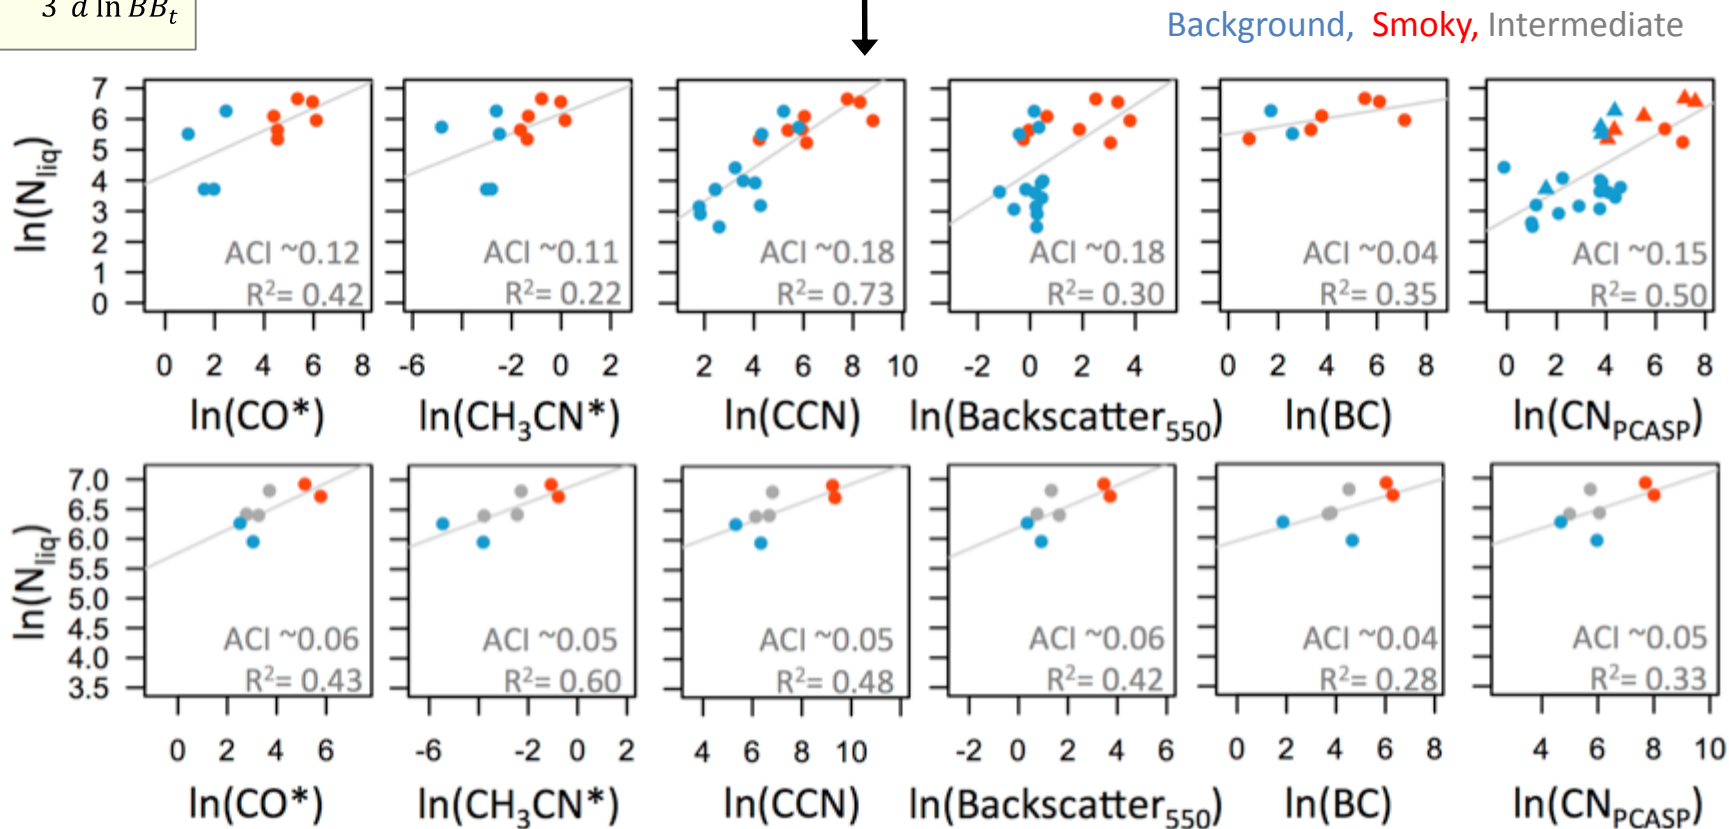 3 d ln BB_t
Background, Smoky, Intermediate
ln(N_liq)
7
6
5
4
3
2
1
0
ACI ~0.12
R²= 0.42
ACI ~0.11
R²= 0.22
ACI ~0.18
R²= 0.73
ACI ~0.18
R²= 0.30
ACI ~0.04
R²= 0.35
ACI ~0.15
R²= 0.50
0 2 4 6 8
-6 -2 0 2
2 4 6 8 10
-2 0 2 4
0 2 4 6 8
0 2 4 6 8
ln(CO*)
ln(CH₃CN*)
ln(CCN)
ln(Backscatter₅₅₀)
ln(BC)
ln(CN_PCASP)
ln(N_liq)
7.0
6.5
6.0
5.5
5.0
4.5
4.0
3.5
ACI ~0.06
R²= 0.43
ACI ~0.05
R²= 0.60
ACI ~0.05
R²= 0.48
ACI ~0.06
R²= 0.42
ACI ~0.04
R²= 0.28
ACI ~0.05
R²= 0.33
0 2 4 6
-6 -2 0 2
4 6 8 10
-2 0 2 4 6
0 2 4 6 8
4 6 8 10
ln(CO*)
ln(CH₃CN*)
ln(CCN)
ln(Backscatter₅₅₀)
ln(BC)
ln(CN_PCASP)